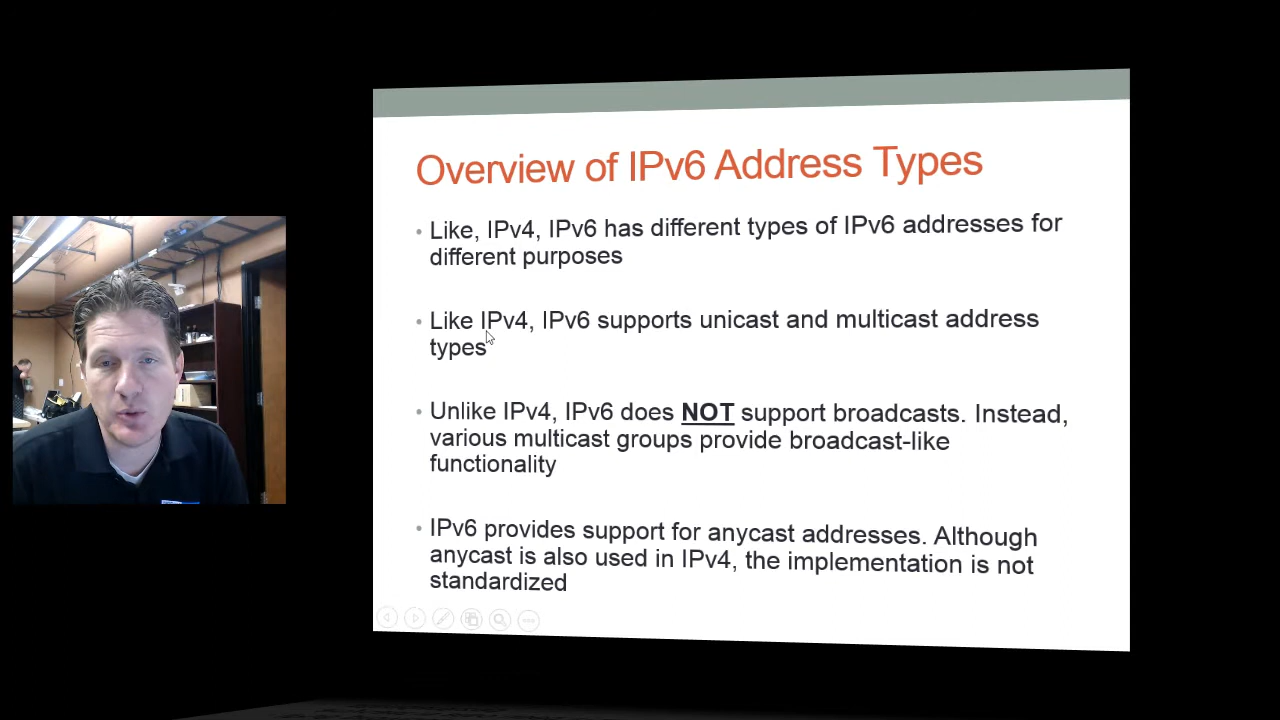 Overview of IPv6 Address Types
• Like, IPv4, IPv6 has different types of IPv6 addresses for
different purposes
• Like IPv4, IPv6 supports unicast and multicast address
types
• Unlike IPv4, IPv6 does NOT support broadcasts. Instead,
various multicast groups provide broadcast-like
functionality
• IPv6 provides support for anycast addresses. Although
anycast is also used in IPv4, the implementation is not
standardized